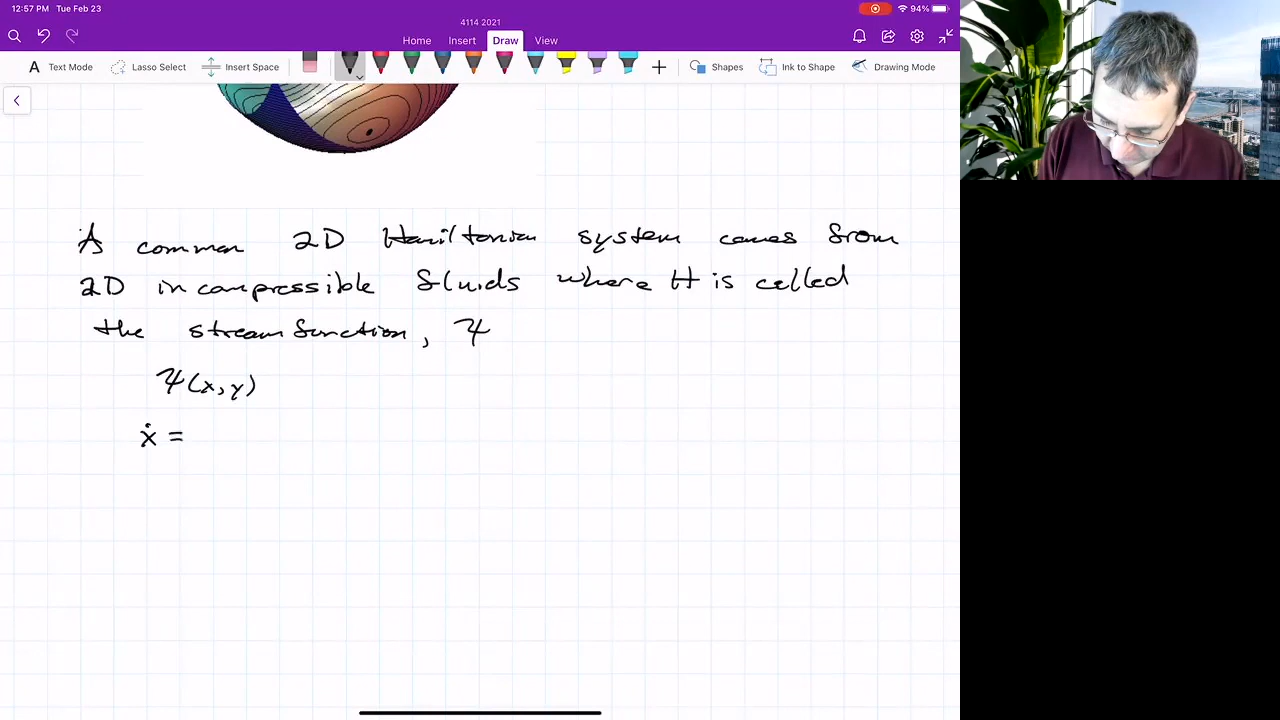 12:57 PM Tue Feb 23
94%
4114 2021
Home Insert Draw View
Text Mode Lasso Select Insert Space Shapes Ink to Shape Drawing Mode
A common 2D Hamiltonian system comes from
2D incompressible fluids where H is called
the streamfunction, Ψ
Ψ(x,y)
ẋ =